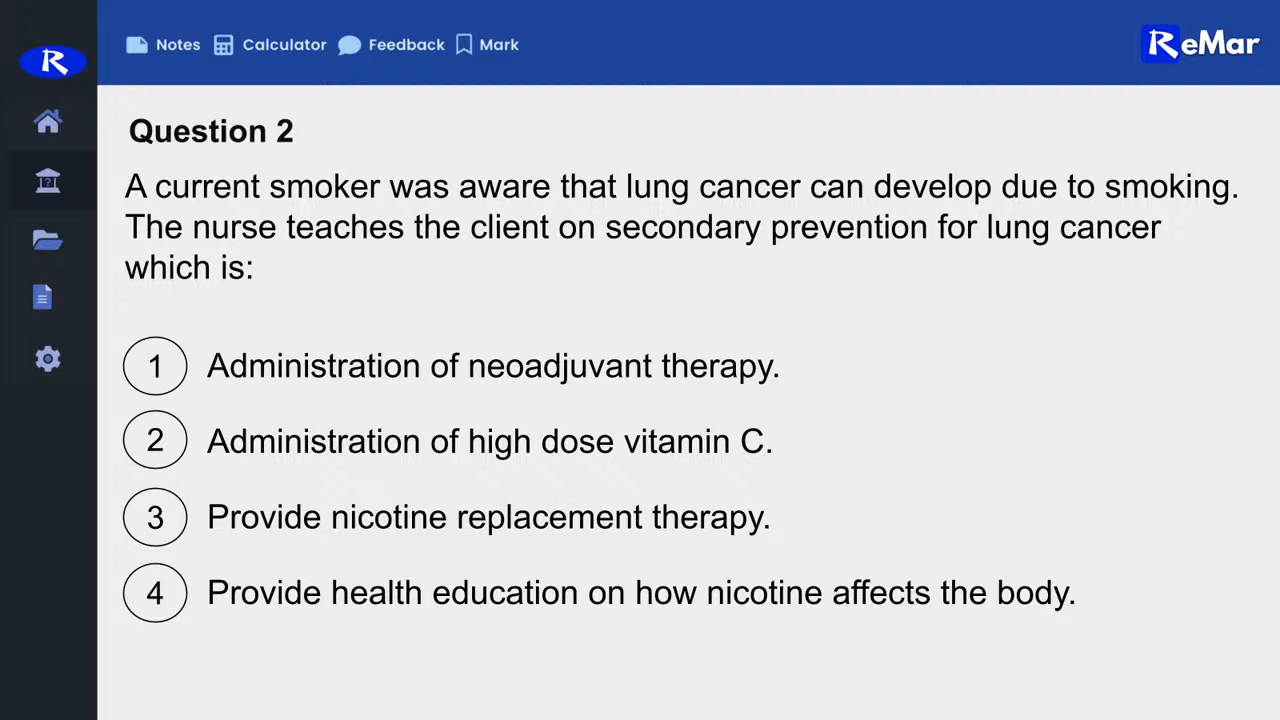 Notes Calculator Feedback Mark
ReMar
R
Question 2
A current smoker was aware that lung cancer can develop due to smoking.
The nurse teaches the client on secondary prevention for lung cancer
which is:
1 Administration of neoadjuvant therapy.
2 Administration of high dose vitamin C.
3 Provide nicotine replacement therapy.
4 Provide health education on how nicotine affects the body.